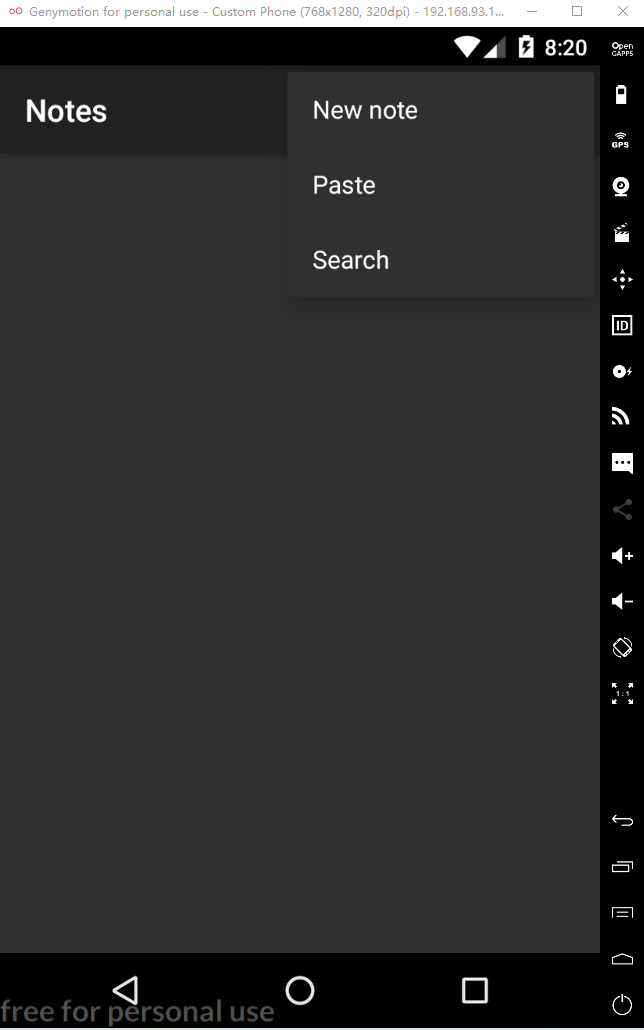 Genymotion for personal use - Custom Phone (768x1280, 320dpi) - 192.168.93.1...
8:20
Open
GAPPS
Notes
New note
Paste
Search
GPS
ID
1:1
free for personal use